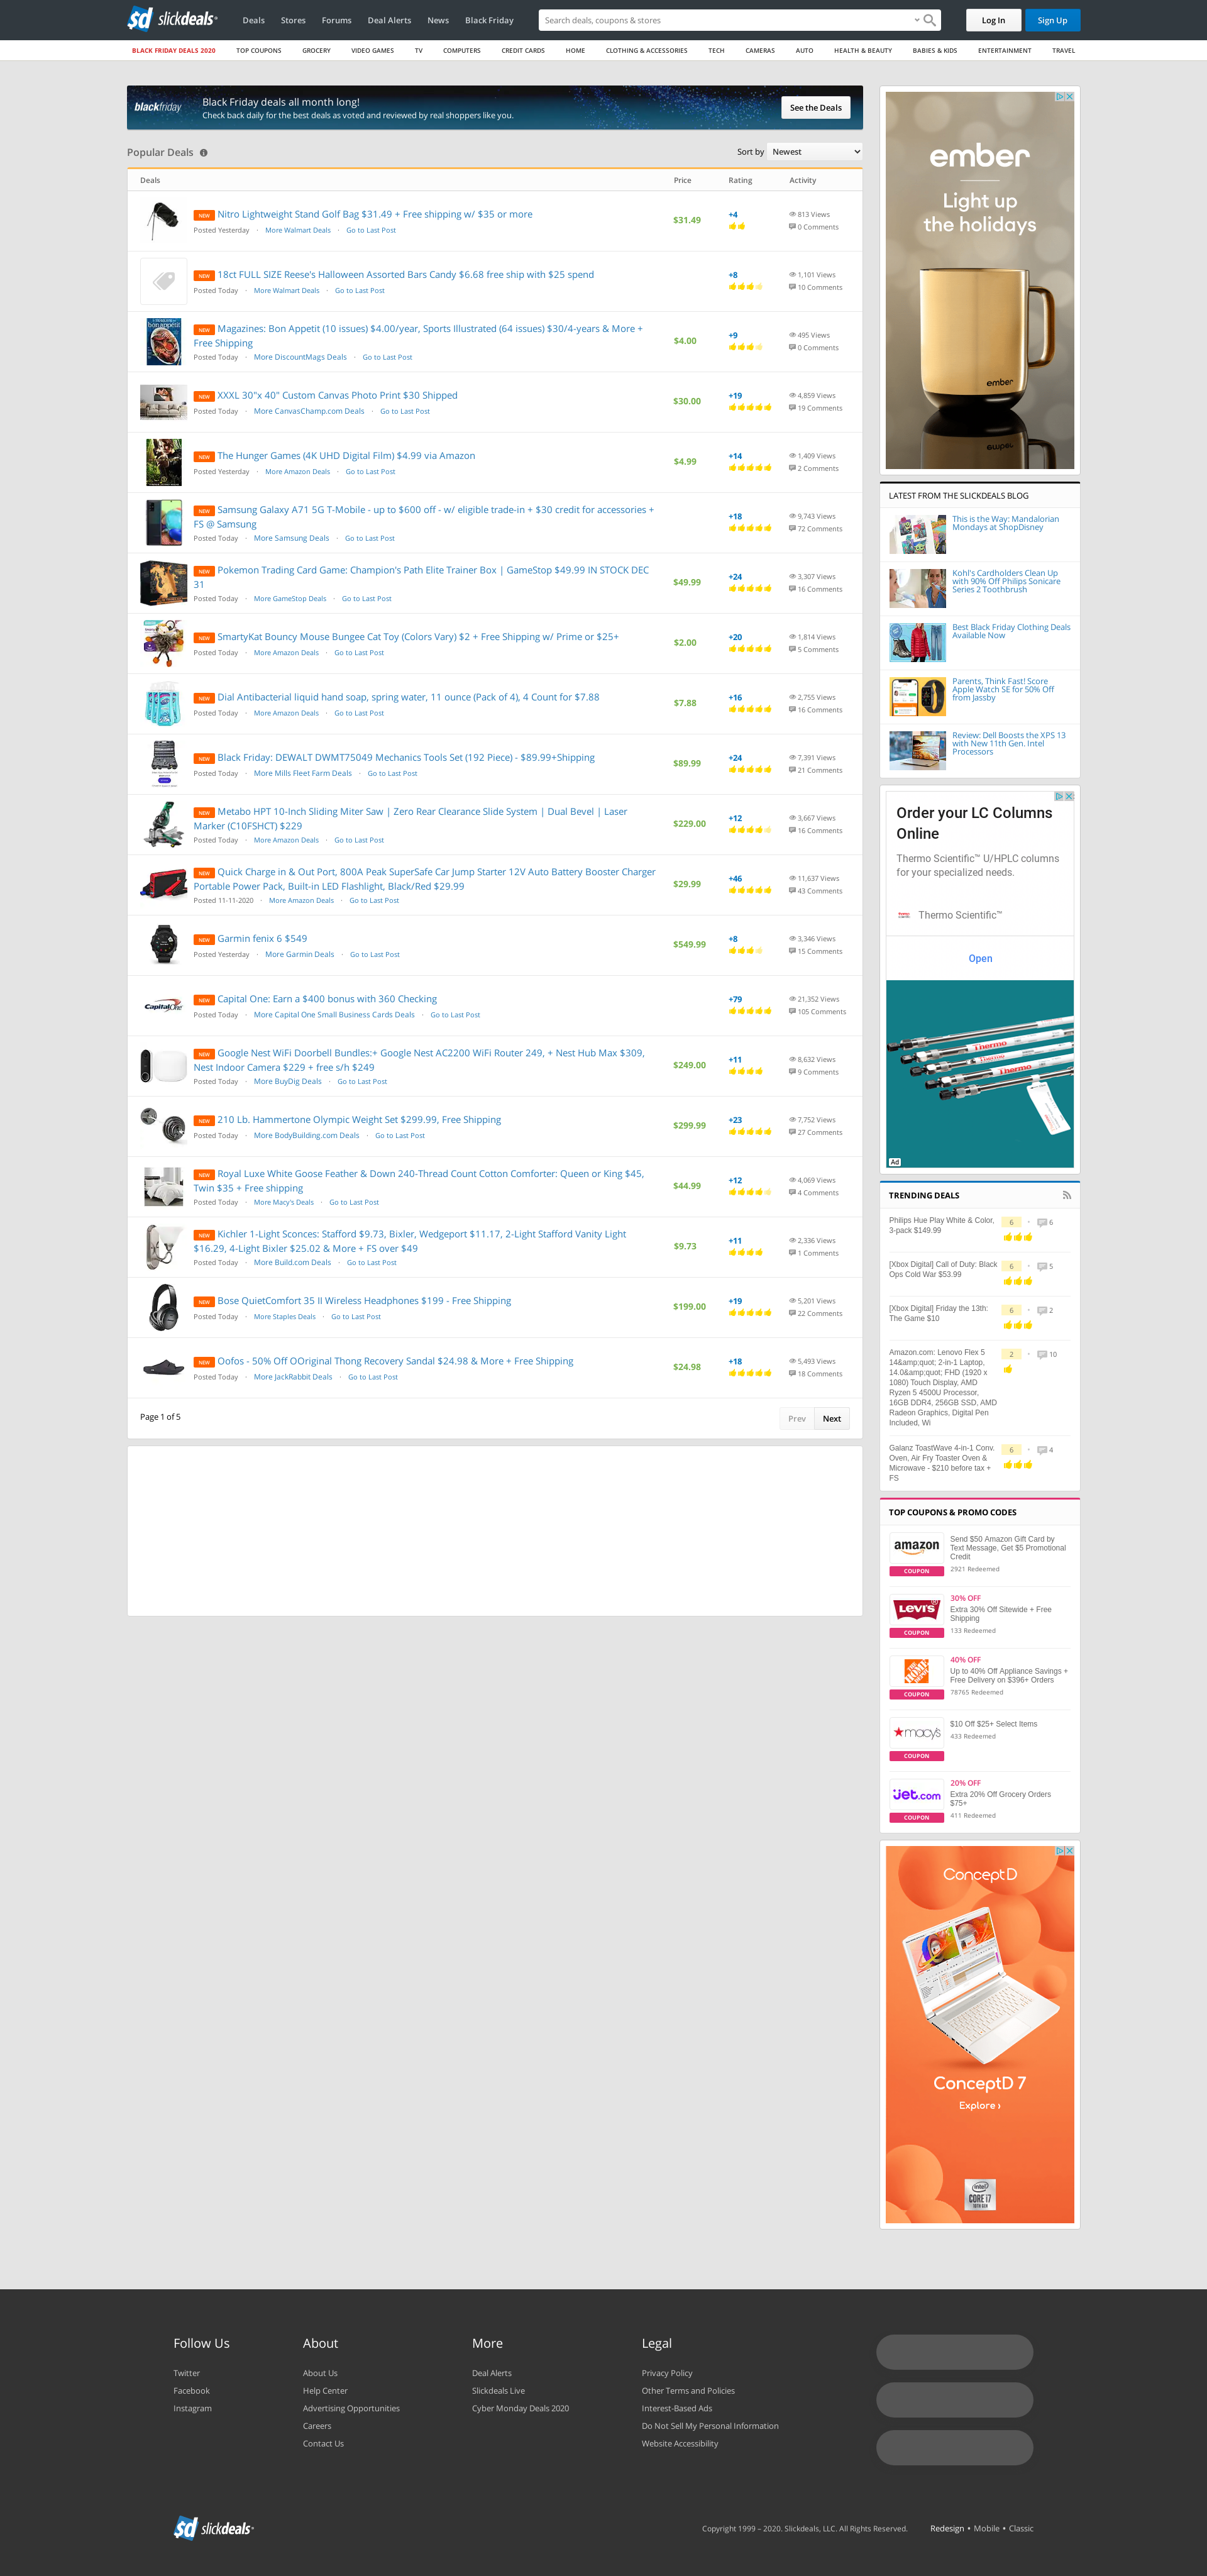 slickdeals
Deals Stores Forums Deal Alerts News Black Friday
Search deals, coupons & stores
Log In
Sign Up
BLACK FRIDAY DEALS 2020 TOP COUPONS GROCERY VIDEO GAMES TV COMPUTERS CREDIT CARDS HOME CLOTHING & ACCESSORIES TECH CAMERAS AUTO HEALTH & BEAUTY BABIES & KIDS ENTERTAINMENT TRAVEL
blackfriday
Black Friday deals all month long!
Check back daily for the best deals as voted and reviewed by real shoppers like you.
See the Deals
Popular Deals
Sort by Newest
Deals Price Rating Activity
NEW Nitro Lightweight Stand Golf Bag $31.49 + Free shipping w/ $35 or more
Posted Yesterday · More Walmart Deals · Go to Last Post
$31.49
+4
813 Views
0 Comments
NEW 18ct FULL SIZE Reese's Halloween Assorted Bars Candy $6.68 free ship with $25 spend
Posted Today · More Walmart Deals · Go to Last Post
+8
1,101 Views
10 Comments
NEW Magazines: Bon Appetit (10 issues) $4.00/year, Sports Illustrated (64 issues) $30/4-years & More +
Free Shipping
Posted Today · More DiscountMags Deals · Go to Last Post
$4.00
+9
495 Views
0 Comments
NEW XXXL 30"x 40" Custom Canvas Photo Print $30 Shipped
Posted Today · More CanvasChamp.com Deals · Go to Last Post
$30.00
+19
4,859 Views
19 Comments
NEW The Hunger Games (4K UHD Digital Film) $4.99 via Amazon
Posted Yesterday · More Amazon Deals · Go to Last Post
$4.99
+14
1,409 Views
2 Comments
NEW Samsung Galaxy A71 5G T-Mobile - up to $600 off - w/ eligible trade-in + $30 credit for accessories +
FS @ Samsung
Posted Today · More Samsung Deals · Go to Last Post
+18
9,743 Views
72 Comments
NEW Pokemon Trading Card Game: Champion's Path Elite Trainer Box | GameStop $49.99 IN STOCK DEC
31
Posted Today · More GameStop Deals · Go to Last Post
$49.99
+24
3,307 Views
16 Comments
NEW SmartyKat Bouncy Mouse Bungee Cat Toy (Colors Vary) $2 + Free Shipping w/ Prime or $25+
Posted Today · More Amazon Deals · Go to Last Post
$2.00
+20
1,814 Views
5 Comments
NEW Dial Antibacterial liquid hand soap, spring water, 11 ounce (Pack of 4), 4 Count for $7.88
Posted Today · More Amazon Deals · Go to Last Post
$7.88
+16
2,755 Views
16 Comments
NEW Black Friday: DEWALT DWMT75049 Mechanics Tools Set (192 Piece) - $89.99+Shipping
Posted Today · More Mills Fleet Farm Deals · Go to Last Post
$89.99
+24
7,391 Views
21 Comments
NEW Metabo HPT 10-Inch Sliding Miter Saw | Zero Rear Clearance Slide System | Dual Bevel | Laser
Marker (C10FSHCT) $229
Posted Today · More Amazon Deals · Go to Last Post
$229.00
+12
3,667 Views
16 Comments
NEW Quick Charge in & Out Port, 800A Peak SuperSafe Car Jump Starter 12V Auto Battery Booster Charger
Portable Power Pack, Built-in LED Flashlight, Black/Red $29.99
Posted 11-11-2020 · More Amazon Deals · Go to Last Post
$29.99
+46
11,637 Views
43 Comments
NEW Garmin fenix 6 $549
Posted Yesterday · More Garmin Deals · Go to Last Post
$549.99
+8
3,346 Views
15 Comments
Capital One
NEW Capital One: Earn a $400 bonus with 360 Checking
Posted Today · More Capital One Small Business Cards Deals · Go to Last Post
+79
21,352 Views
105 Comments
NEW Google Nest WiFi Doorbell Bundles:+ Google Nest AC2200 WiFi Router 249, + Nest Hub Max $309,
Nest Indoor Camera $229 + free s/h $249
Posted Today · More BuyDig Deals · Go to Last Post
$249.00
+11
8,632 Views
9 Comments
NEW 210 Lb. Hammertone Olympic Weight Set $299.99, Free Shipping
Posted Today · More BodyBuilding.com Deals · Go to Last Post
$299.99
+23
7,752 Views
27 Comments
NEW Royal Luxe White Goose Feather & Down 240-Thread Count Cotton Comforter: Queen or King $45,
Twin $35 + Free shipping
Posted Today · More Macy's Deals · Go to Last Post
$44.99
+12
4,069 Views
4 Comments
NEW Kichler 1-Light Sconces: Stafford $9.73, Bixler, Wedgeport $11.17, 2-Light Stafford Vanity Light
$16.29, 4-Light Bixler $25.02 & More + FS over $49
Posted Today · More Build.com Deals · Go to Last Post
$9.73
+11
2,336 Views
1 Comments
NEW Bose QuietComfort 35 II Wireless Headphones $199 - Free Shipping
Posted Today · More Staples Deals · Go to Last Post
$199.00
+19
5,201 Views
22 Comments
NEW Oofos - 50% Off OOriginal Thong Recovery Sandal $24.98 & More + Free Shipping
Posted Today · More JackRabbit Deals · Go to Last Post
$24.98
+18
5,493 Views
18 Comments
Page 1 of 5
Prev Next
ember
Light up
the holidays
ember
LATEST FROM THE SLICKDEALS BLOG
This is the Way: Mandalorian
Mondays at ShopDisney
Kohl's Cardholders Clean Up
with 90% Off Philips Sonicare
Series 2 Toothbrush
Best Black Friday Clothing Deals
Available Now
Parents, Think Fast! Score
Apple Watch SE for 50% Off
from Jassby
Review: Dell Boosts the XPS 13
with New 11th Gen. Intel
Processors
Order your LC Columns
Online
Thermo Scientific™ U/HPLC columns
for your specialized needs.
Thermo Scientific™
Open
Thermo
Thermo
Thermo
Ad
TRENDING DEALS
Philips Hue Play White & Color,
3-pack $149.99
6 · 6
[Xbox Digital] Call of Duty: Black
Ops Cold War $53.99
6 · 5
[Xbox Digital] Friday the 13th:
The Game $10
6 · 2
Amazon.com: Lenovo Flex 5
14&amp;quot; 2-in-1 Laptop,
14.0&amp;quot; FHD (1920 x
1080) Touch Display, AMD
Ryzen 5 4500U Processor,
16GB DDR4, 256GB SSD, AMD
Radeon Graphics, Digital Pen
Included, Wi
2 · 10
Galanz ToastWave 4-in-1 Conv.
Oven, Air Fry Toaster Oven &
Microwave - $210 before tax +
FS
6 · 4
TOP COUPONS & PROMO CODES
amazon
COUPON
Send $50 Amazon Gift Card by
Text Message, Get $5 Promotional
Credit
2921 Redeemed
LEVI'S
COUPON
30% OFF
Extra 30% Off Sitewide + Free
Shipping
133 Redeemed
COUPON
40% OFF
Up to 40% Off Appliance Savings +
Free Delivery on $396+ Orders
78765 Redeemed
macy's
COUPON
$10 Off $25+ Select Items
433 Redeemed
jet.com
COUPON
20% OFF
Extra 20% Off Grocery Orders
$75+
411 Redeemed
ConceptD
ConceptD 7
Explore ›
intel
CORE i7
10TH GEN
Follow Us
Twitter
Facebook
Instagram
About
About Us
Help Center
Advertising Opportunities
Careers
Contact Us
More
Deal Alerts
Slickdeals Live
Cyber Monday Deals 2020
Legal
Privacy Policy
Other Terms and Policies
Interest-Based Ads
Do Not Sell My Personal Information
Website Accessibility
slickdeals
Copyright 1999 – 2020. Slickdeals, LLC. All Rights Reserved.
Redesign • Mobile • Classic